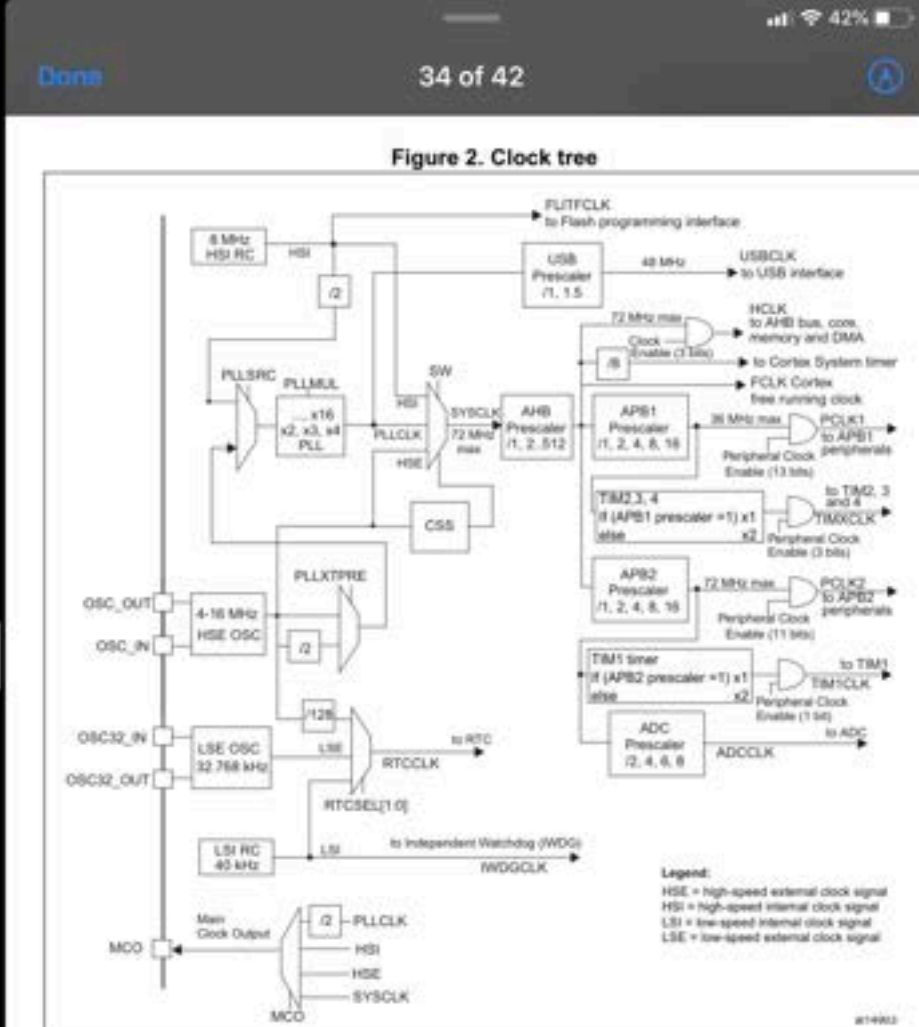 42%
Done
34 of 42
Figure 2. Clock tree
FLITFCLK
to Flash programming interface
8 MHz
HSI RC
HSI
USB
Prescaler
/1, 1.5
48 MHz
USBCLK
to USB interface
/2
HCLK
to AHB bus, core,
memory and DMA
72 MHz max
Clock
Enable (3 bits)
/8
to Cortex System timer
FCLK Cortex
free running clock
PLLSRC
PLLMUL
..., x16
x2, x3, x4
PLL
SW
HSI
PLLCLK
HSE
SYSCLK
72 MHz
max
AHB
Prescaler
/1, 2..512
APB1
Prescaler
/1, 2, 4, 8, 16
36 MHz max
PCLK1
to APB1
peripherals
Peripheral Clock
Enable (13 bits)
TIM2,3, 4
If (APB1 prescaler =1) x1
else
x2
to TIM2, 3
and 4
TIMXCLK
Peripheral Clock
Enable (3 bits)
CSS
PLLXTPRE
OSC_OUT
OSC_IN
4-16 MHz
HSE OSC
/2
APB2
Prescaler
/1, 2, 4, 8, 16
72 MHz max
PCLK2
to APB2
peripherals
Peripheral Clock
Enable (11 bits)
TIM1 timer
If (APB2 prescaler =1) x1
else
x2
to TIM1
TIM1CLK
Peripheral Clock
Enable (1 bit)
/128
OSC32_IN
OSC32_OUT
LSE OSC
32.768 kHz
LSE
to RTC
RTCCLK
RTCSEL[1:0]
ADC
Prescaler
/2, 4, 6, 8
to ADC
ADCCLK
LSI RC
40 kHz
LSI
to Independent Watchdog (IWDG)
IWDGCLK
Legend:
HSE = high-speed external clock signal
HSI = high-speed internal clock signal
LSI = low-speed internal clock signal
LSE = low-speed external clock signal
Main
Clock Output
MCO
/2
PLLCLK
HSI
HSE
SYSCLK
MCO
ai14903